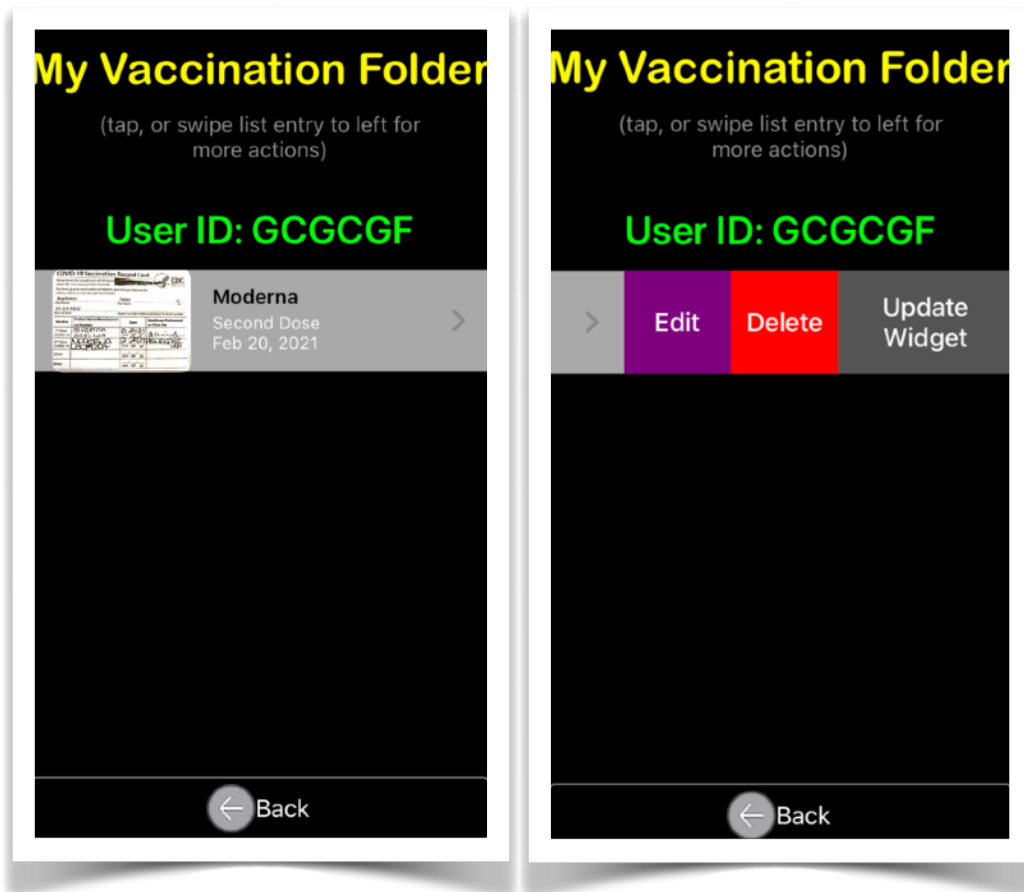 My Vaccination Folder
(tap, or swipe list entry to left for
more actions)
User ID: GCGCGF
COVID-19 Vaccination Record Card
CDC
Moderna
Second Dose
Feb 20, 2021
Back
My Vaccination Folder
(tap, or swipe list entry to left for
more actions)
User ID: GCGCGF
Edit
Delete
Update
Widget
Back